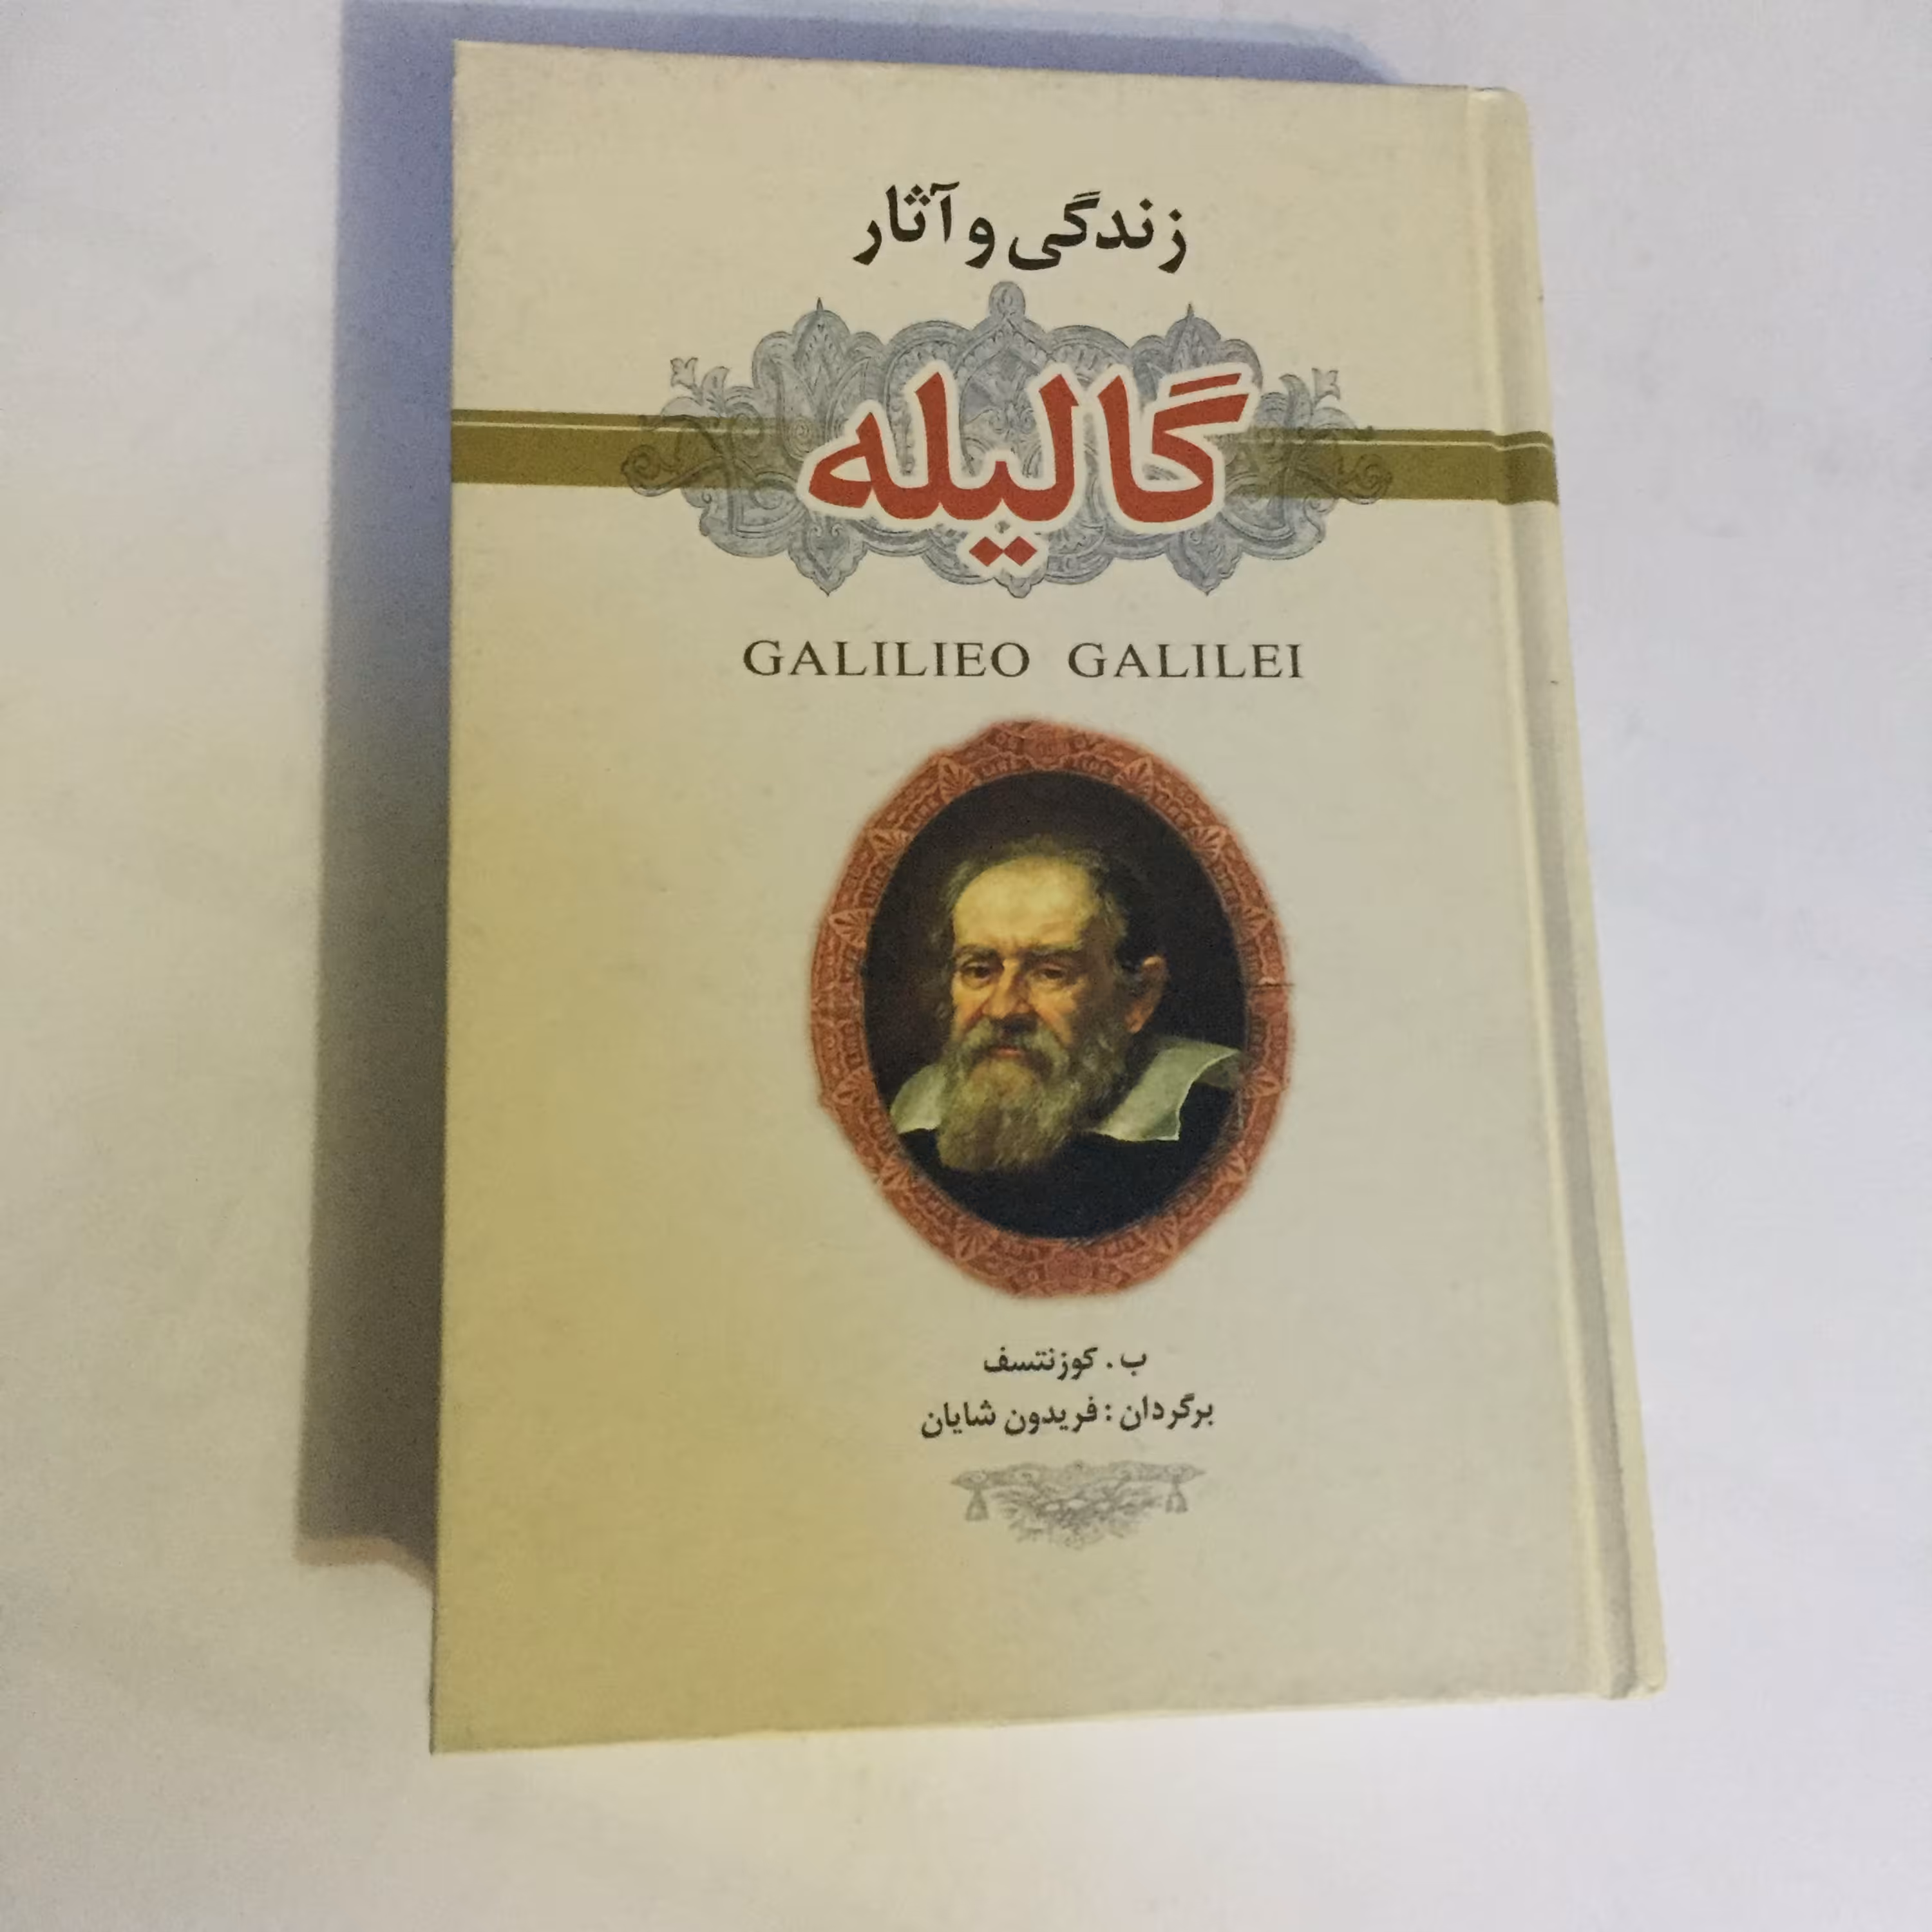 زندگی و آثار
گالیله
GALILIEO GALILEI
ب. کوزنتسف
برگردان: فریدون شایان